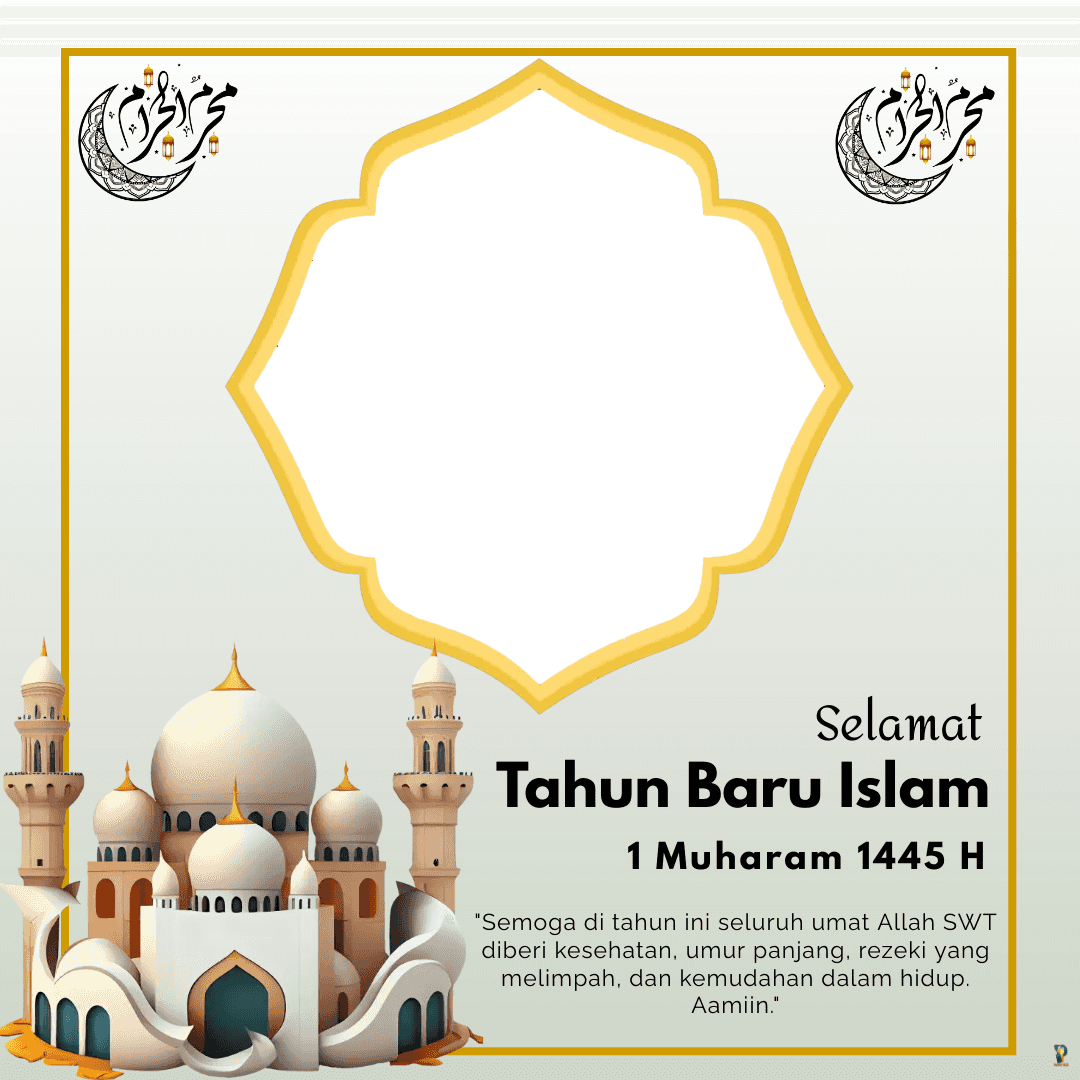 محرم الحرام
محرم الحرام
Selamat
Tahun Baru Islam
1 Muharam 1445 H
"Semoga di tahun ini seluruh umat Allah SWT
diberi kesehatan, umur panjang, rezeki yang
melimpah, dan kemudahan dalam hidup.
Aamiin."